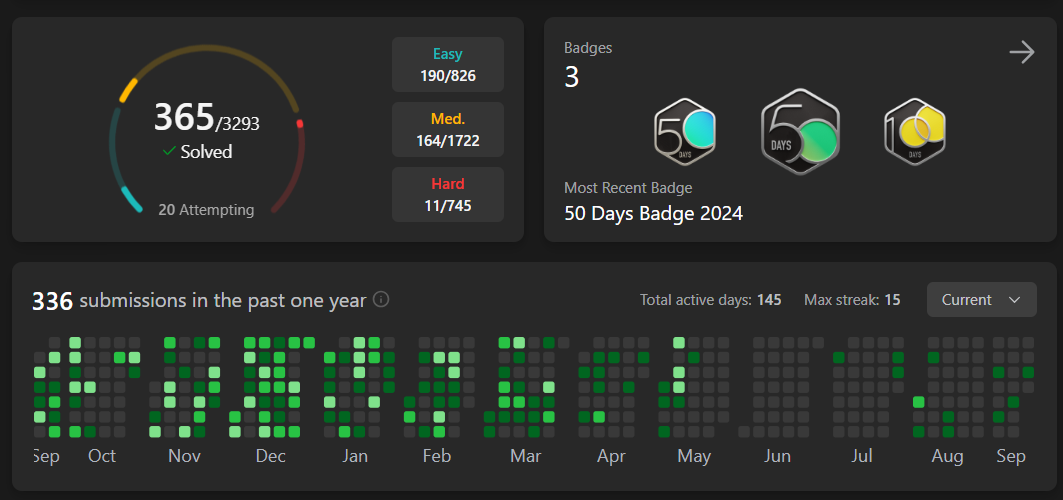 365/3293
Solved
20 Attempting
Easy
190/826
Med.
164/1722
Hard
11/745
Badges
3
50
DAYS
50
DAYS
100
DAYS
Most Recent Badge
50 Days Badge 2024
336 submissions in the past one year
Total active days: 145 Max streak: 15 Current
Sep Oct Nov Dec Jan Feb Mar Apr May Jun Jul Aug Sep